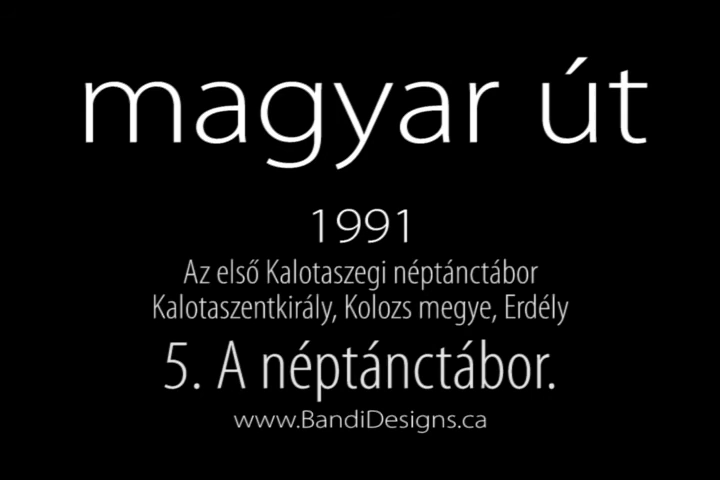 magyar út
1991
Az első Kalotaszegi néptánctábor
Kalotaszentkirály, Kolozs megye, Erdély
5. A néptánctábor.
www.BandiDesigns.ca